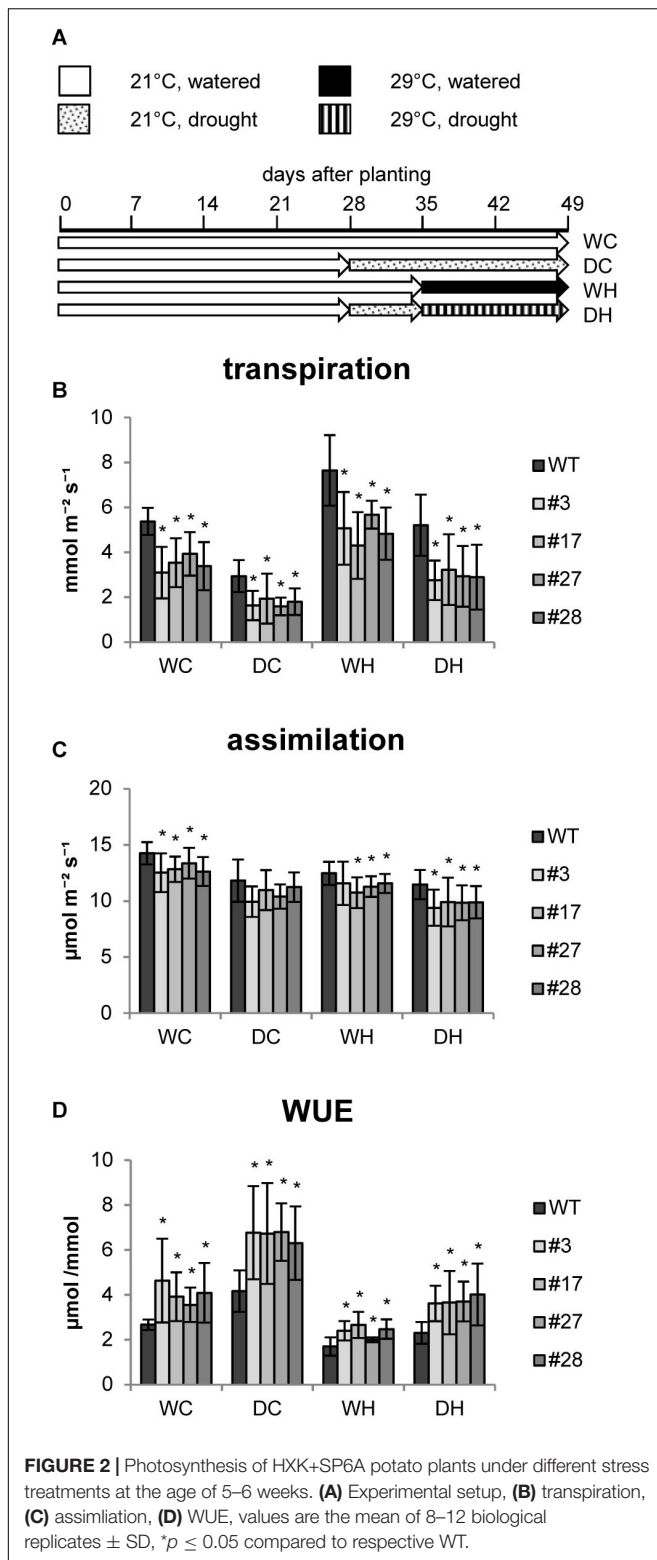 A
21°C, watered
29°C, watered
21°C, drought
29°C, drought
days after planting
0 7 14 21 28 35 42 49
WC
DC
WH
DH
transpiration
B
10
8
6
4
2
0
mmol m⁻² s⁻¹
* * * *
* * * *
* * * *
* * * *
WC DC WH DH
WT
#3
#17
#27
#28
assimilation
C
20
15
10
5
0
µmol m⁻² s⁻¹
* * * *
* * *
* * * *
WC DC WH DH
WT
#3
#17
#27
#28
WUE
D
10
8
6
4
2
0
µmol /mmol
* * * *
* * * *
* * * *
* * * *
WC DC WH DH
WT
#3
#17
#27
#28
FIGURE 2 | Photosynthesis of HXK+SP6A potato plants under different stress
treatments at the age of 5–6 weeks. (A) Experimental setup, (B) transpiration,
(C) assimliation, (D) WUE, values are the mean of 8–12 biological
replicates ± SD, *p ≤ 0.05 compared to respective WT.